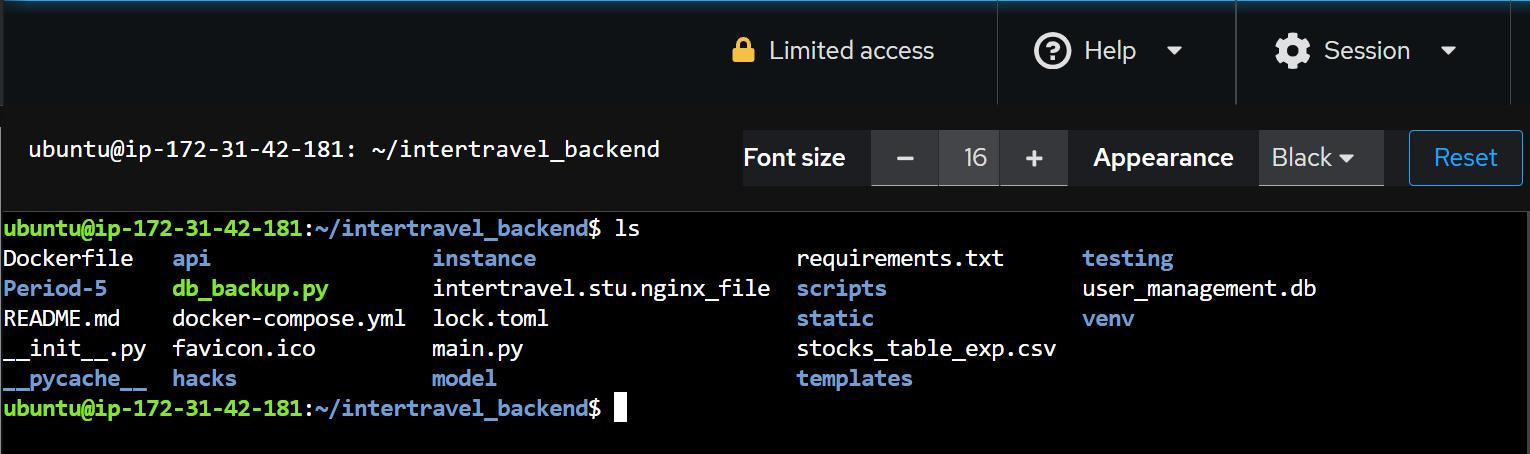 Limited access Help Session
ubuntu@ip-172-31-42-181: ~/intertravel_backend Font size − 16 + Appearance Black Reset
ubuntu@ip-172-31-42-181:~/intertravel_backend$ ls
Dockerfile api instance requirements.txt testing
Period-5 db_backup.py intertravel.stu.nginx_file scripts user_management.db
README.md docker-compose.yml lock.toml static venv
__init__.py favicon.ico main.py stocks_table_exp.csv
__pycache__ hacks model templates
ubuntu@ip-172-31-42-181:~/intertravel_backend$